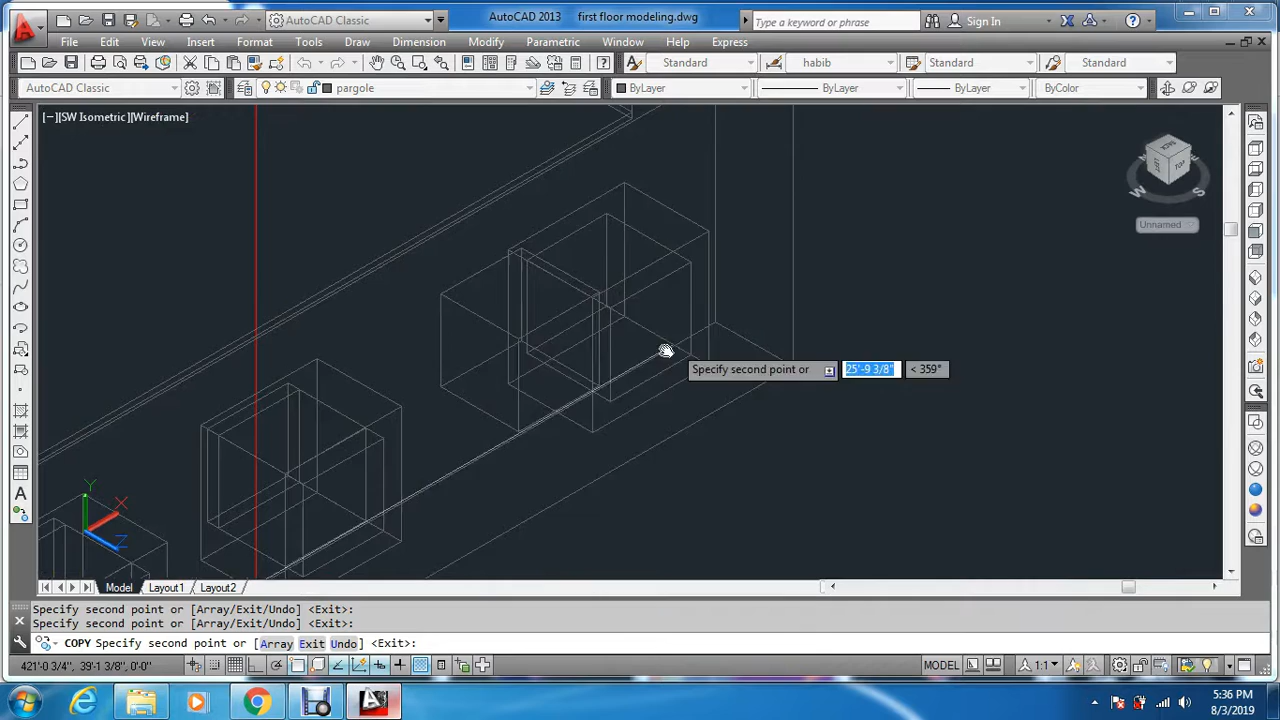 AutoCAD Classic
AutoCAD 2013 first floor modeling.dwg
Type a keyword or phrase
Sign In
File Edit View Insert Format Tools Draw Dimension Modify Parametric Window Help Express
Standard habib Standard Standard
AutoCAD Classic
pargole
ByLayer ByLayer ByLayer ByColor
[−][SW Isometric][Wireframe]
BACK
TOP
W S
Unnamed
Specify second point or
25'-9 3/8"
< 359°
Y
X
Z
Model Layout1 Layout2
Specify second point or [Array/Exit/Undo] <Exit>:
Specify second point or [Array/Exit/Undo] <Exit>:
COPY Specify second point or [Array Exit Undo] <Exit>:
421'-0 3/4", 39'-1 3/8", 0'-0"
MODEL
1:1
5:36 PM
8/3/2019